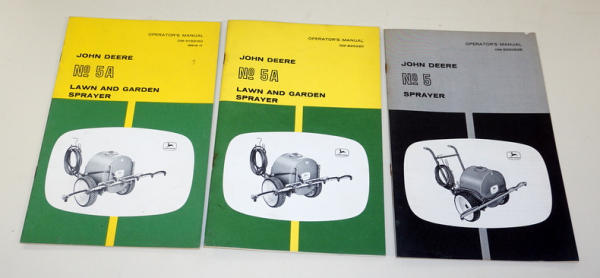 OPERATOR'S MANUAL
JOHN DEERE
Nº 5A
LAWN AND GARDEN
SPRAYER
OPERATOR'S MANUAL
JOHN DEERE
Nº 5A
LAWN AND GARDEN
SPRAYER
OPERATOR'S MANUAL
JOHN DEERE
Nº 5
SPRAYER